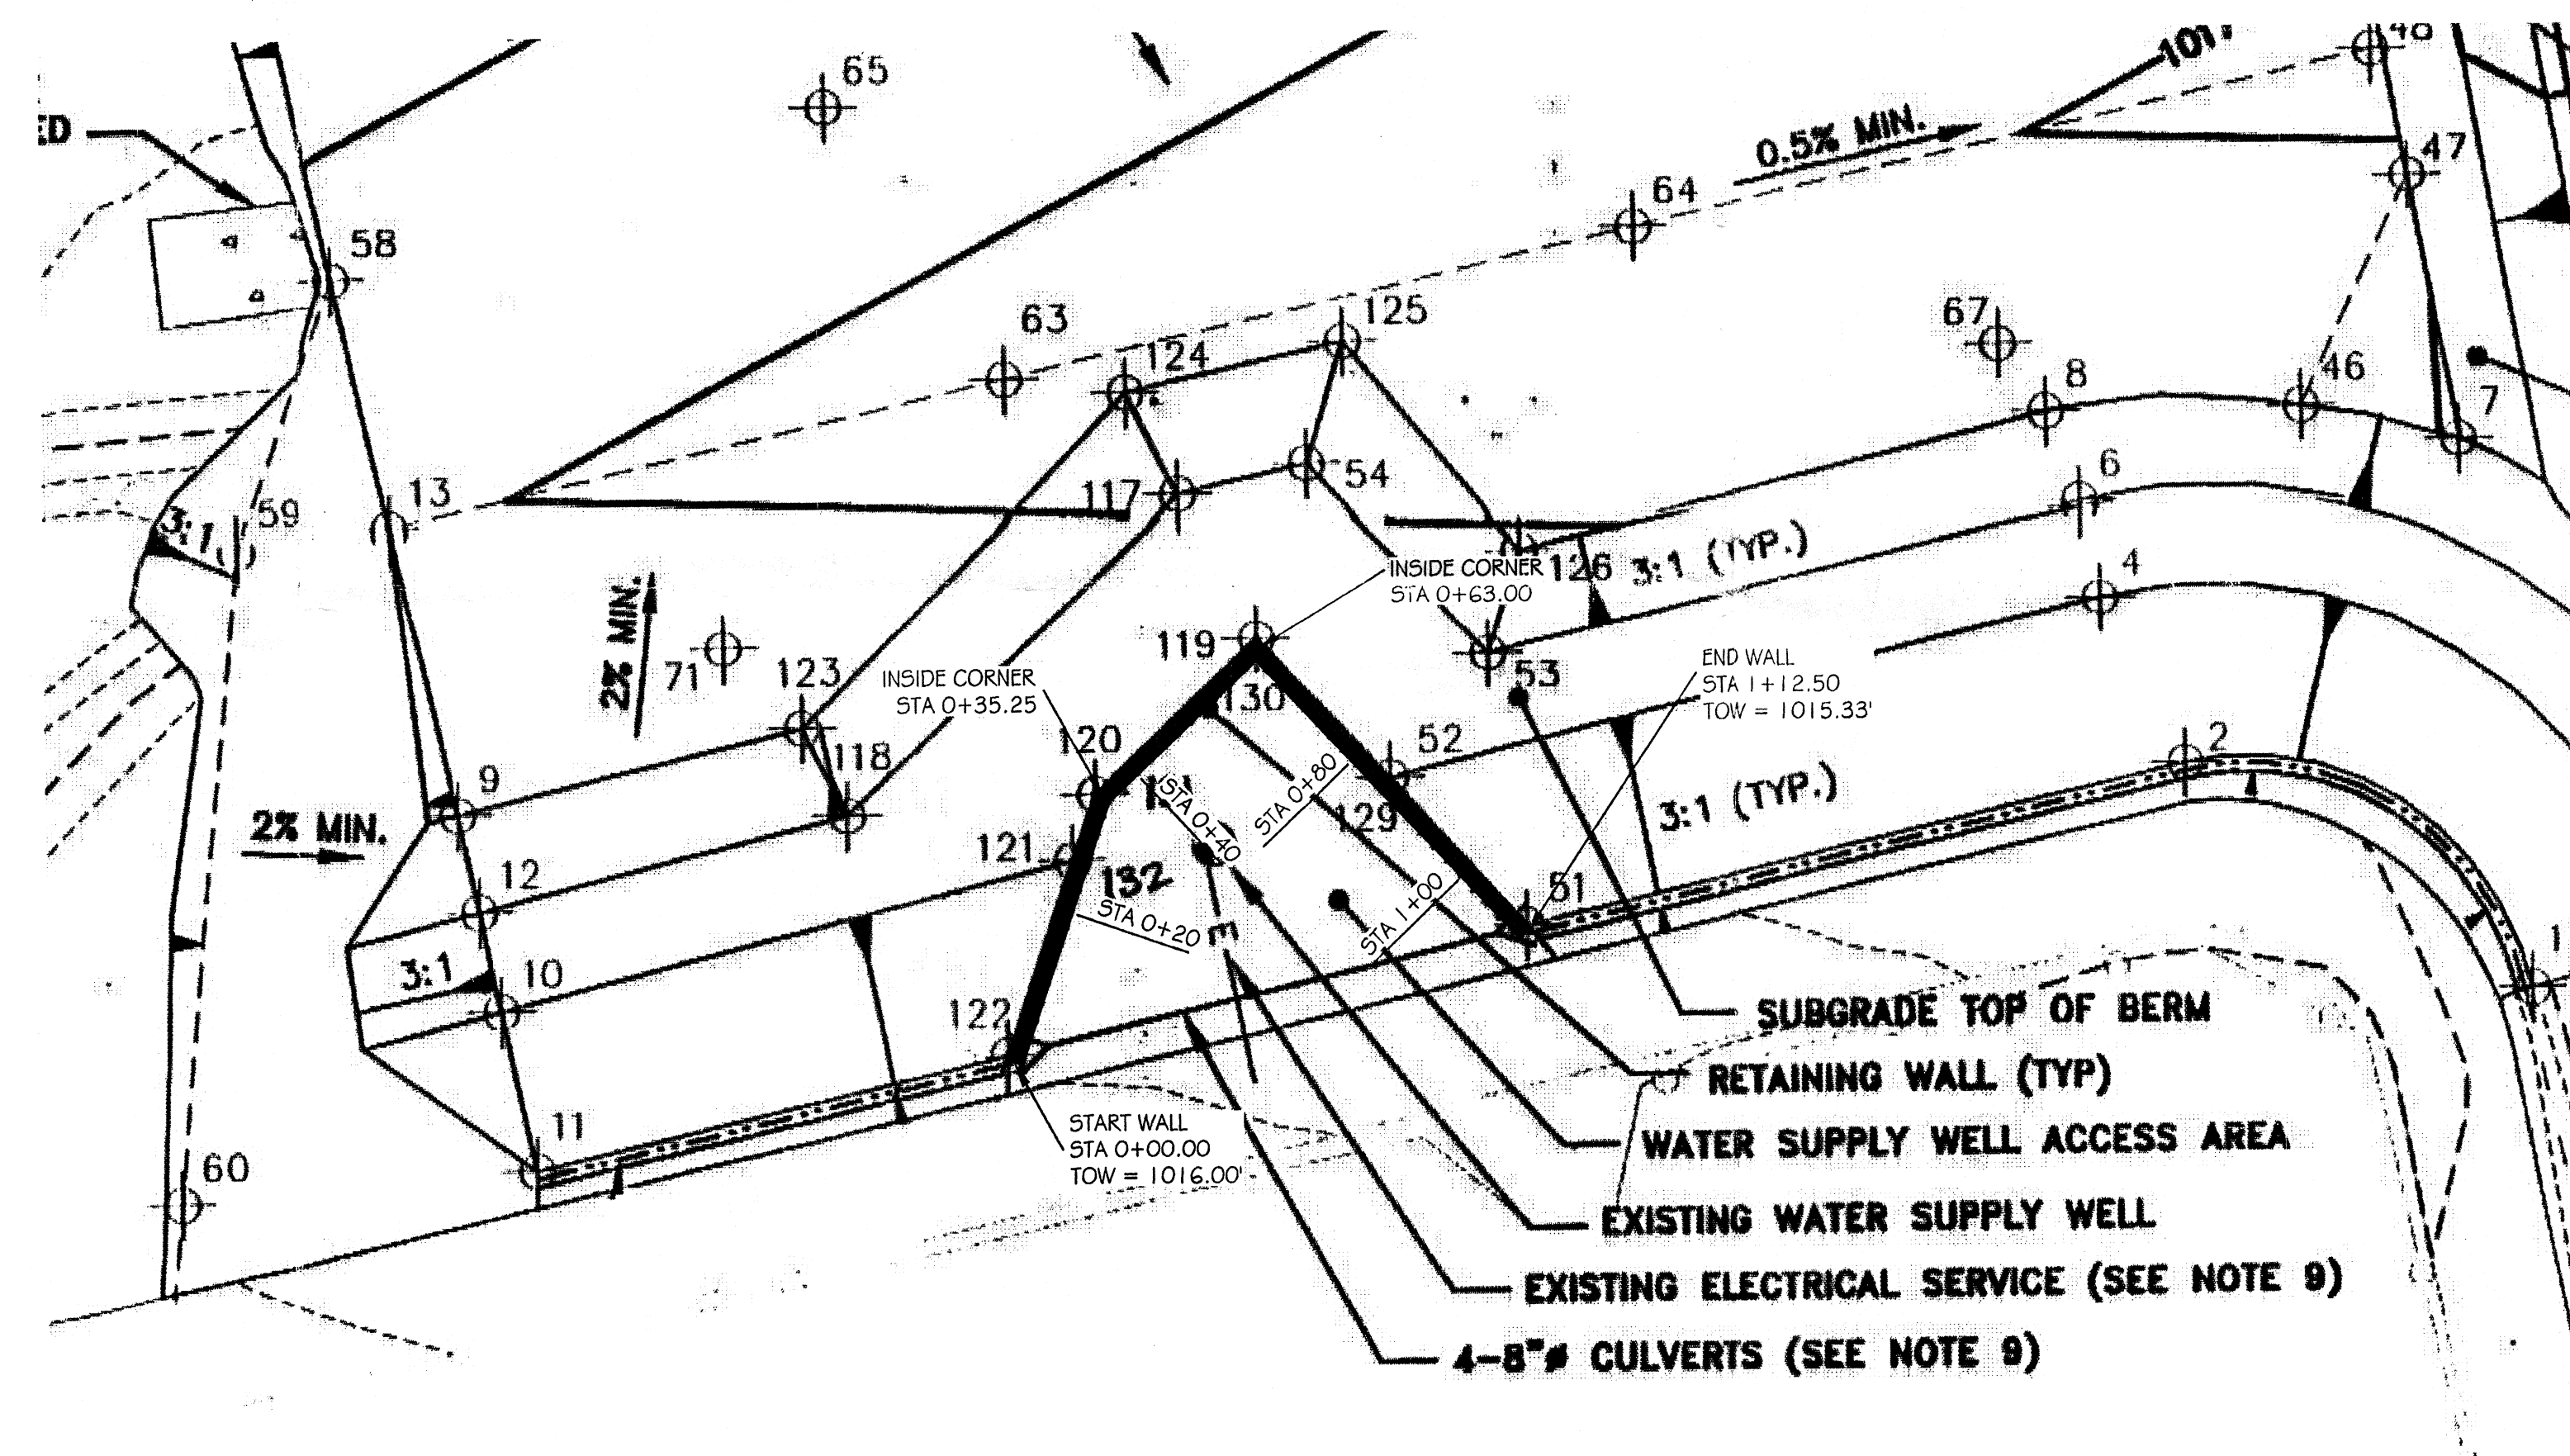 65
ED
58
63
124
125
64
0.5% MIN.
47
67
8
46
7
6
4
13
59
3:1
117
54
126
3:1 (TYP.)
INSIDE CORNER
STA 0+63.00
2% MIN.
71
123
118
INSIDE CORNER
STA 0+35.25
119
130
53
END WALL
STA 1+12.50
TOW = 1015.33'
120
52
2
9
2% MIN.
STA 0+40
STA 0+80
129
3:1 (TYP.)
12
121
132
STA 0+20
E
STA 1+00
51
1
3:1
10
122
11
60
START WALL
STA 0+00.00
TOW = 1016.00'
SUBGRADE TOP OF BERM
RETAINING WALL (TYP)
WATER SUPPLY WELL ACCESS AREA
EXISTING WATER SUPPLY WELL
EXISTING ELECTRICAL SERVICE (SEE NOTE 9)
4-8"ø CULVERTS (SEE NOTE 9)